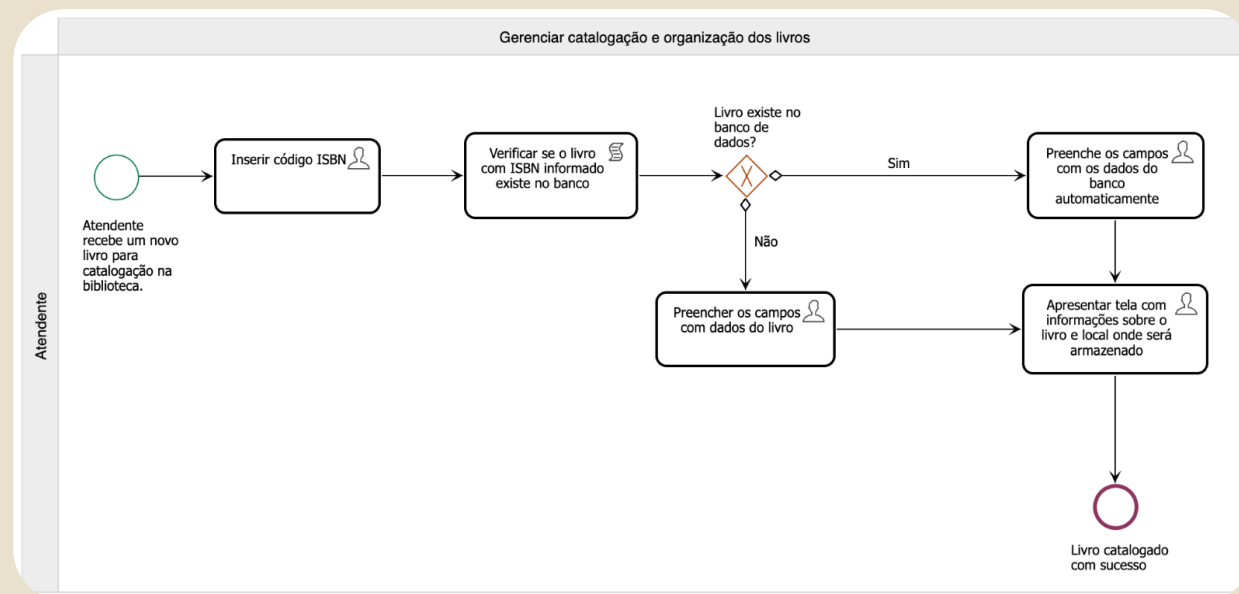 Gerenciar catalogação e organização dos livros
Atendente
Atendente
recebe um novo
livro para
catalogação na
biblioteca.
Inserir código ISBN
Verificar se o livro
com ISBN informado
existe no banco
Livro existe no
banco de
dados?
X
Sim
Não
Preenche os campos
com os dados do
banco
automaticamente
Preencher os campos
com dados do livro
Apresentar tela com
informações sobre o
livro e local onde será
armazenado
Livro catalogado
com sucesso